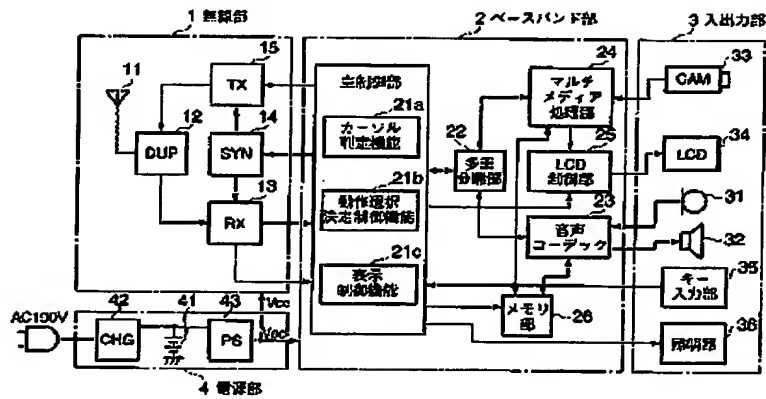 1 無線部
2 ベースバンド部
3 入出力部
11
15
TX
12
DUP
14
SYN
13
RX
主制御部
21a
カーソル
判定機能
21b
動作選択
決定制御機能
21c
表示
制御機能
22
多重
分離部
24
マルチ
メディア
処理部
25
LCD
制御部
23
音声
コーデック
メモリ
部
26
33
CAM
34
LCD
31
32
35
キー
入力部
36
照明部
AC100V
42
CHG
41
43
PS
Vcc
Vcc
4 電源部